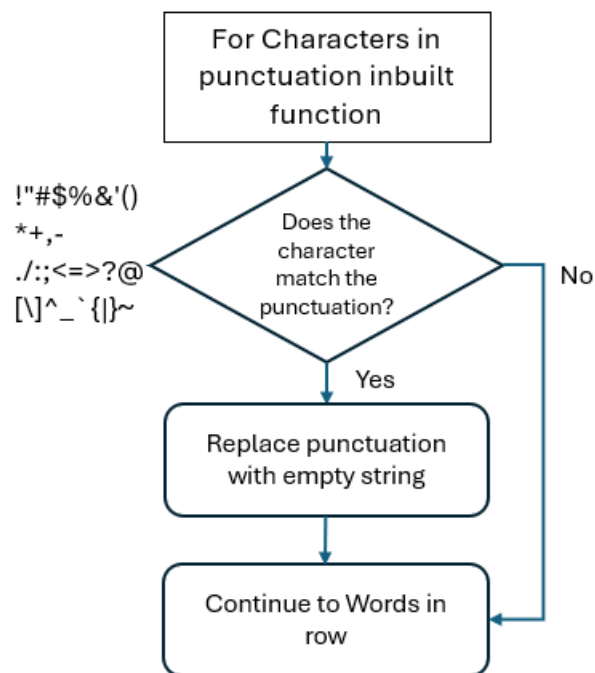 For Characters in
punctuation inbuilt
function
!"#$%&'()
*+,-
./:;<=>?@
[\]^_`{|}~
Does the
character
match the
punctuation?
No
Yes
Replace punctuation
with empty string
Continue to Words in
row